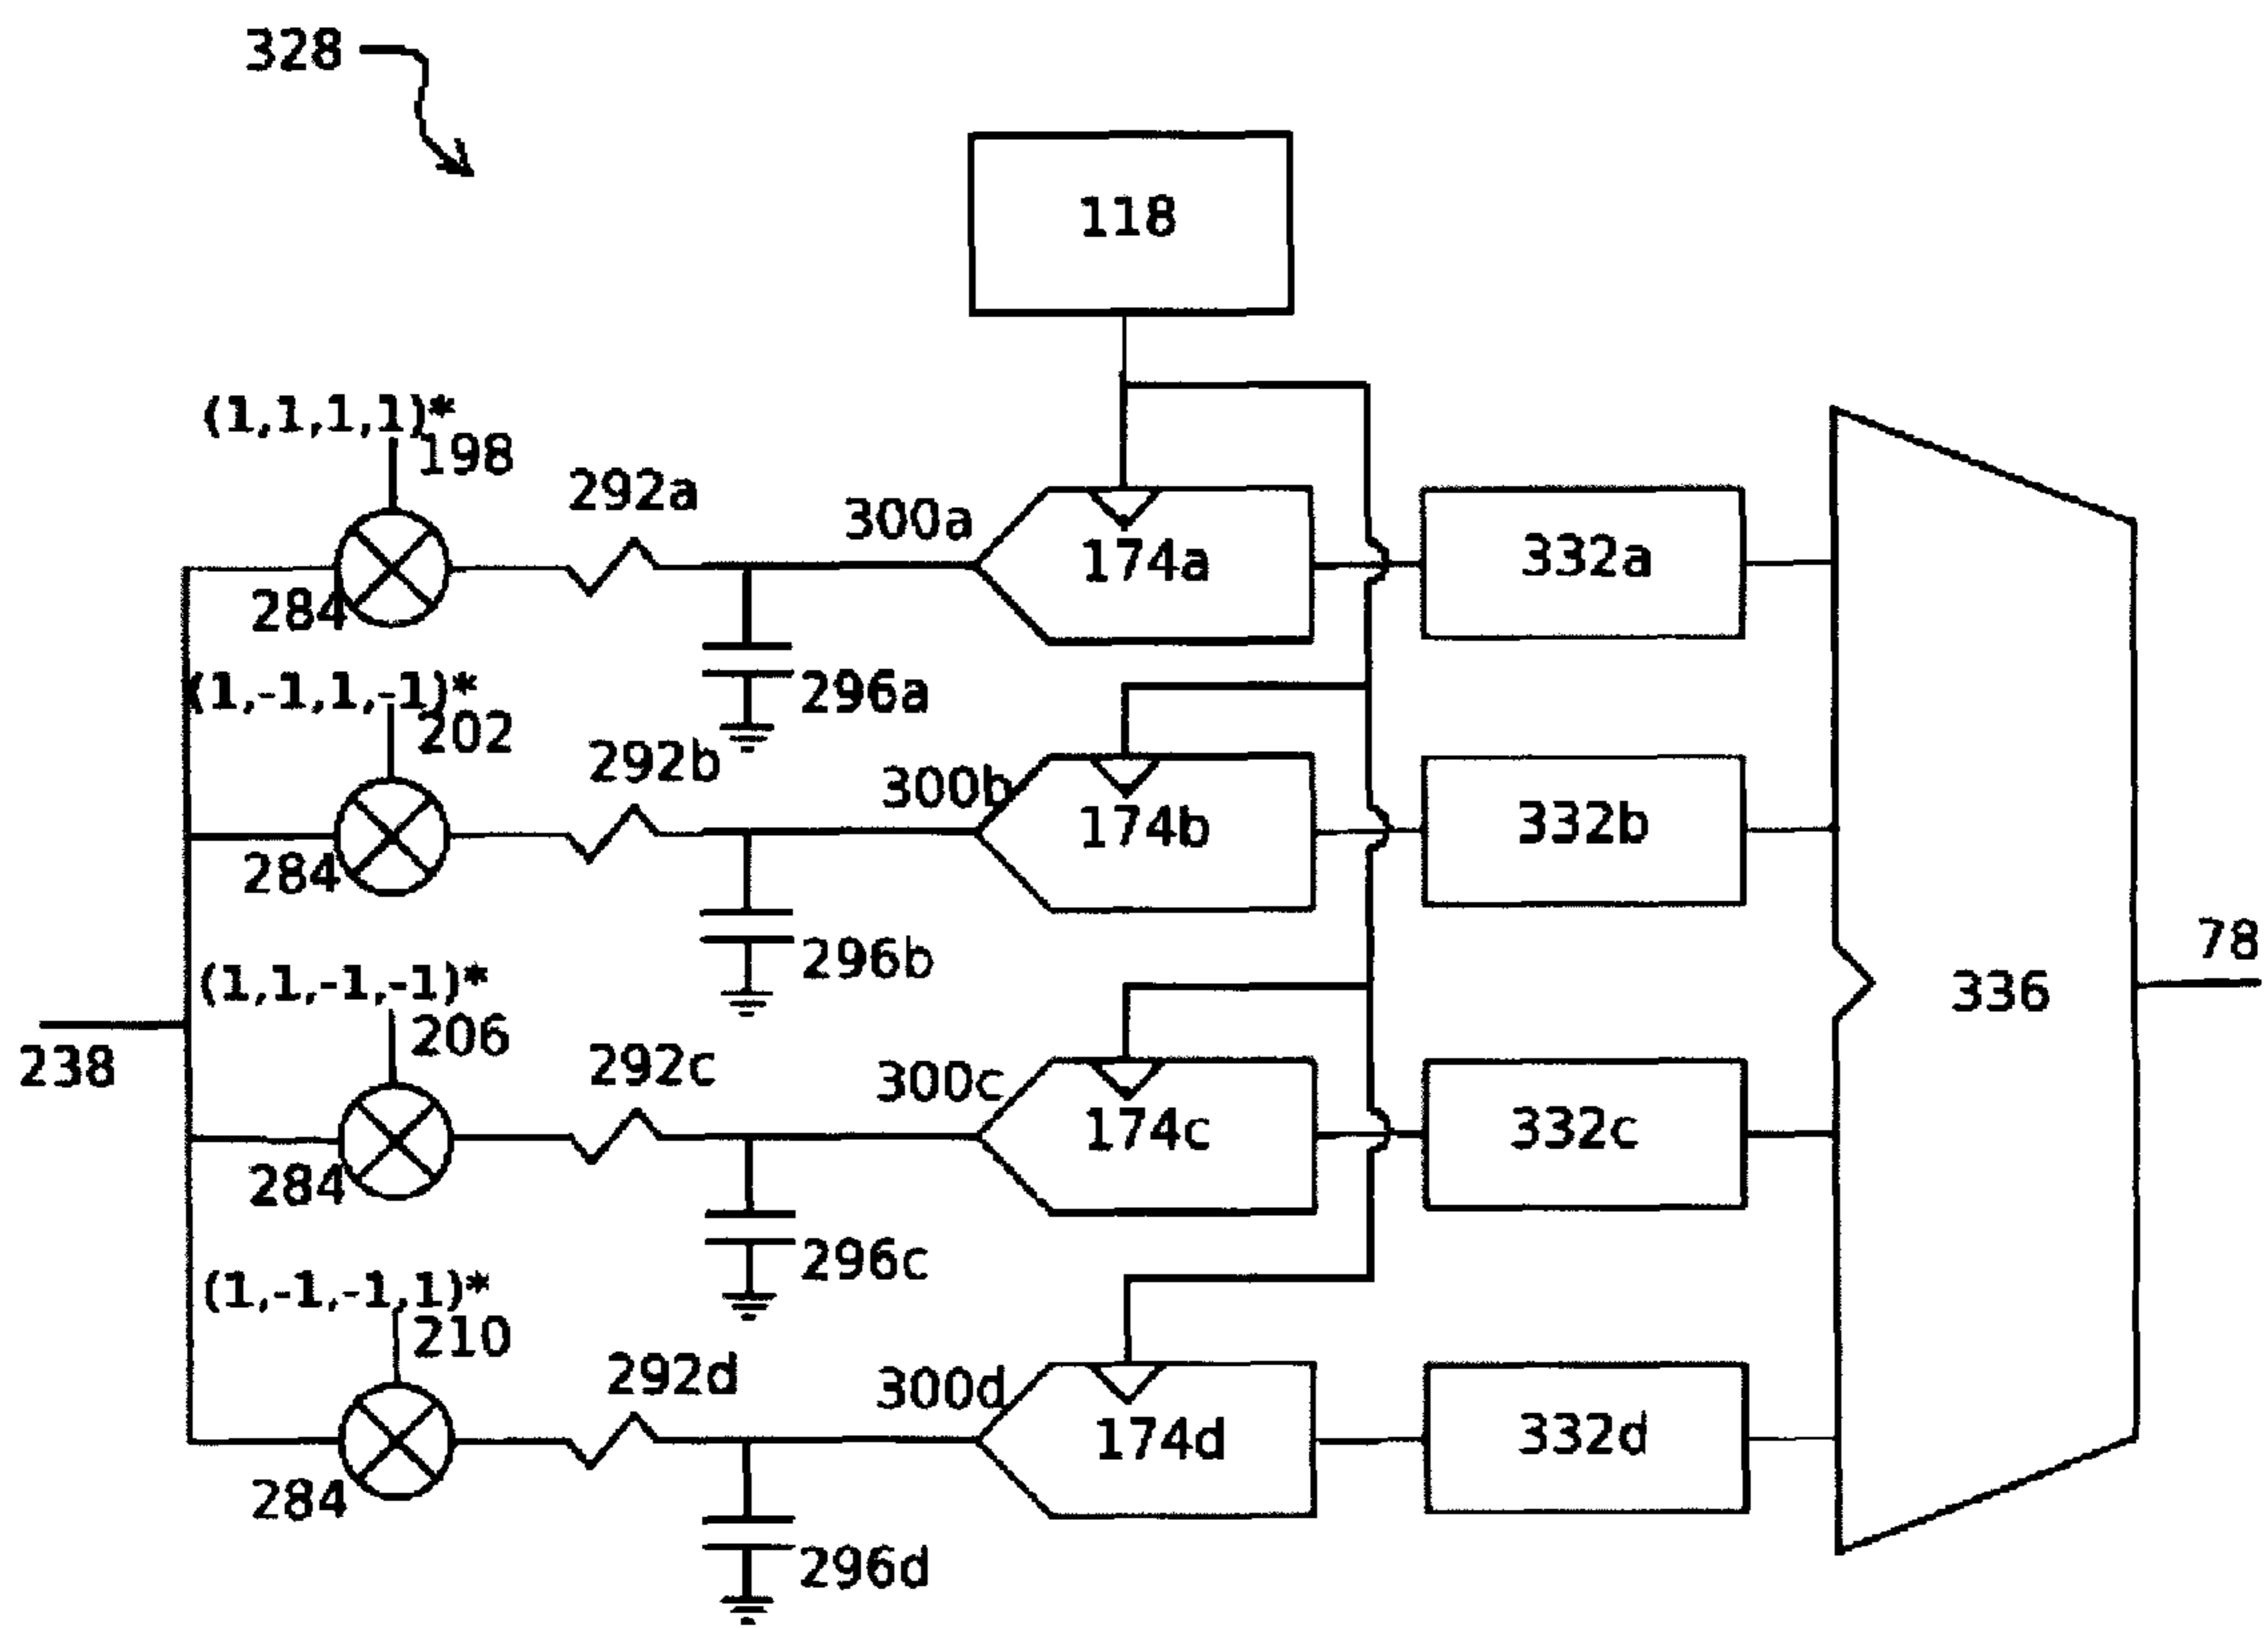 328
118
(1,1,1,1)*
198
292a
300a
174a
332a
284
296a
(1,-1,1,-1)*
202
292b
300b
174b
332b
284
296b
78
(1,1,-1,-1)*
336
206
238
292c
300c
174c
332c
284
296c
(1,-1,-1,1)*
210
292d
300d
174d
332d
284
296d